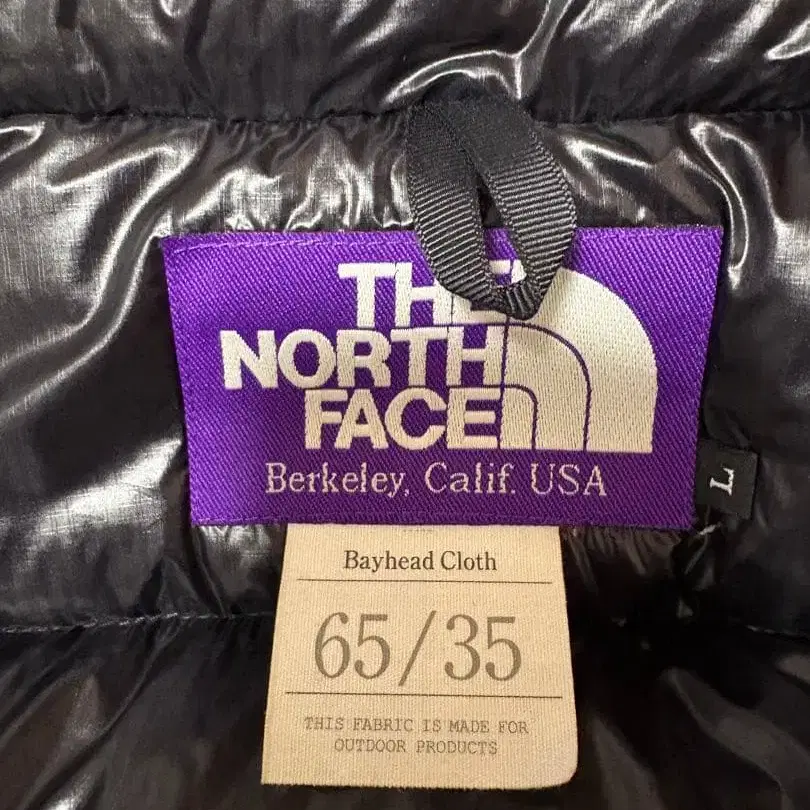 THE
NORTH
FACE
Berkeley, Calif. USA
L
Bayhead Cloth
65/35
THIS FABRIC IS MADE FOR
OUTDOOR PRODUCTS